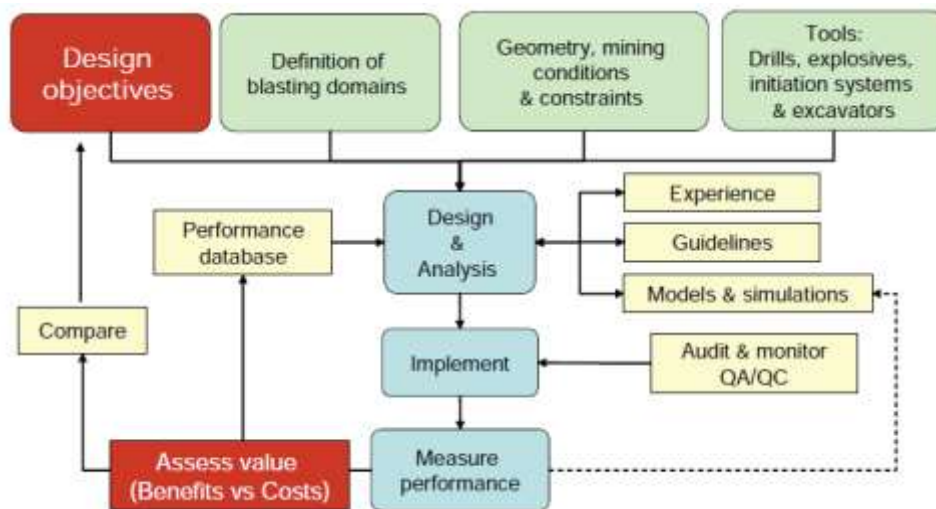 Design
objectives
Definition of
blasting domains
Geometry, mining
conditions
& constraints
Tools:
Drills, explosives,
initiation systems
& excavators
Performance
database
Design
&
Analysis
Experience
Guidelines
Models & simulations
Compare
Implement
Audit & monitor
QA/QC
Assess value
(Benefits vs Costs)
Measure
performance